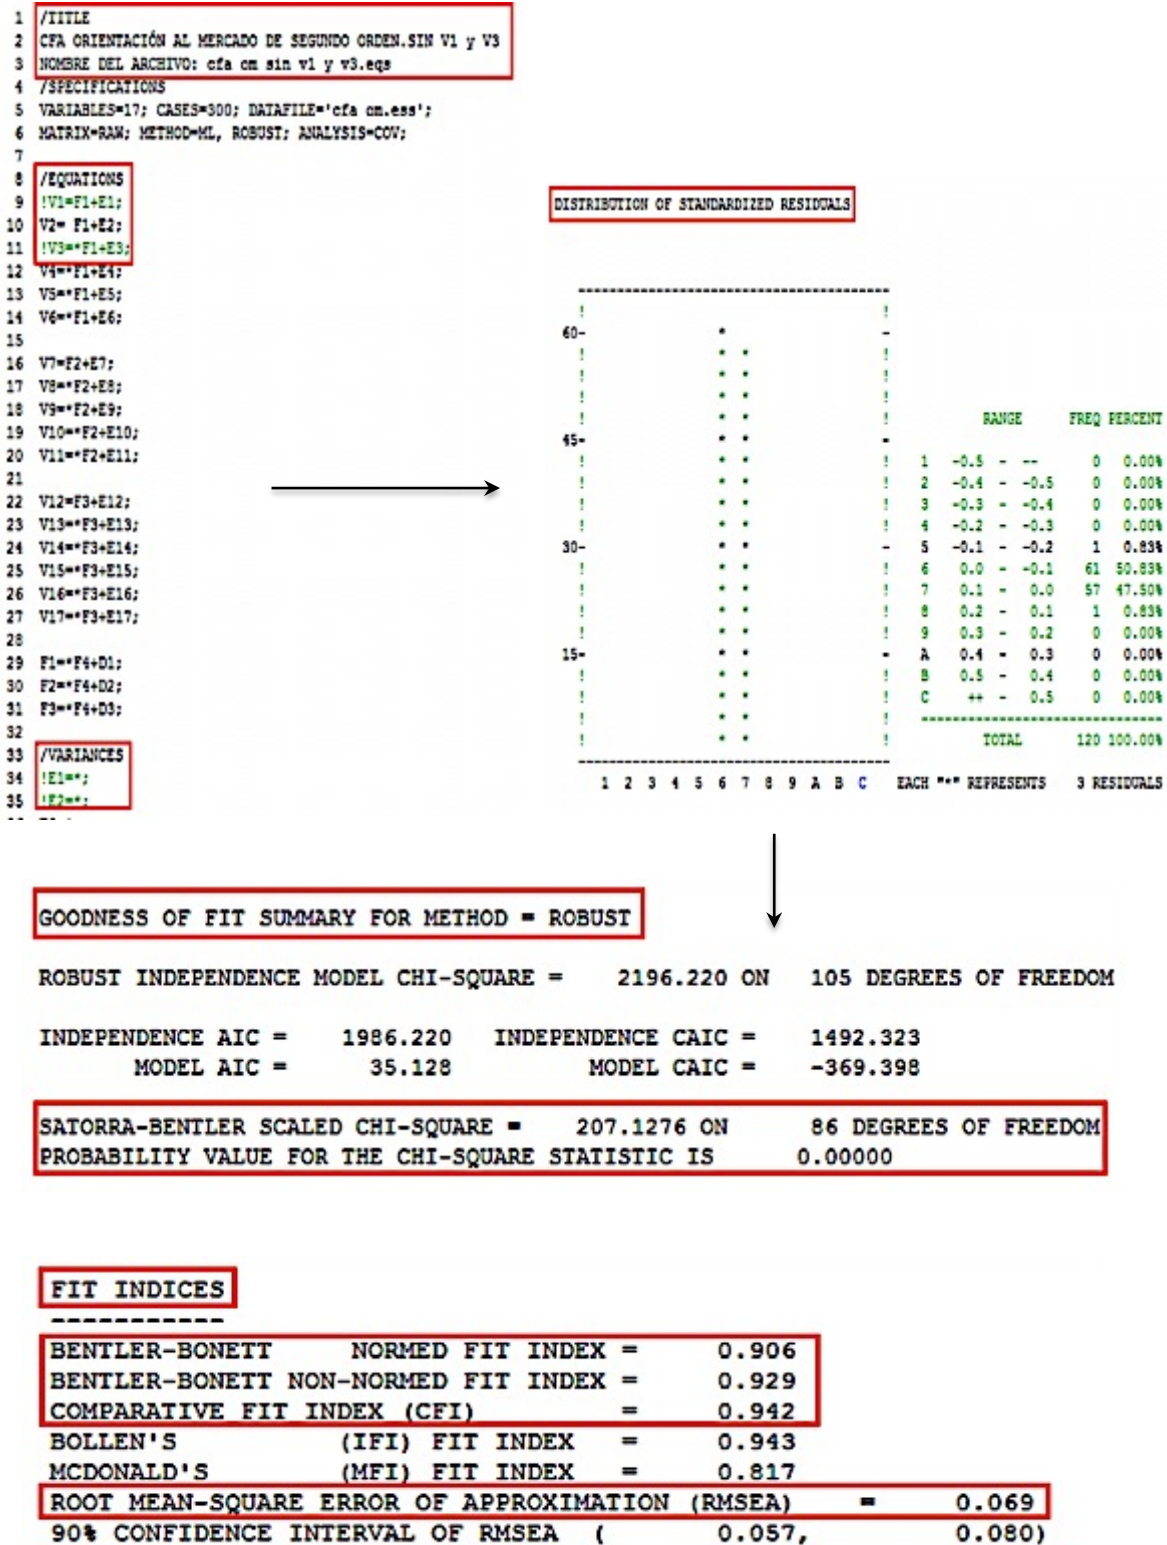 1 /TITLE
2 CFA ORIENTACIÓN AL MERCADO DE SEGUNDO ORDEN.SIN V1 y V3
3 NOMBRE DEL ARCHIVO: cfa om sin v1 y v3.eqs
4 /SPECIFICATIONS
5 VARIABLES=17; CASES=300; DATAFILE='cfa om.ess';
6 MATRIX=RAW; METHOD=ML, ROBUST; ANALYSIS=COV;
7
8 /EQUATIONS
9 !V1=F1+E1;
10 V2= F1+E2;
11 !V3=*F1+E3;
12 V4=*F1+E4;
13 V5=*F1+E5;
14 V6=*F1+E6;
15
16 V7=F2+E7;
17 V8=*F2+E8;
18 V9=*F2+E9;
19 V10=*F2+E10;
20 V11=*F2+E11;
21
22 V12=F3+E12;
23 V13=*F3+E13;
24 V14=*F3+E14;
25 V15=*F3+E15;
26 V16=*F3+E16;
27 V17=*F3+E17;
28
29 F1=*F4+D1;
30 F2=*F4+D2;
31 F3=*F4+D3;
32
33 /VARIANCES
34 !E1=*;
35 !E2=*;
DISTRIBUTION OF STANDARDIZED RESIDUALS
60-
45-
30-
15-
1 2 3 4 5 6 7 8 9 A B C
RANGE FREQ PERCENT
1 -0.5 - -- 0 0.00%
2 -0.4 - -0.5 0 0.00%
3 -0.3 - -0.4 0 0.00%
4 -0.2 - -0.3 0 0.00%
5 -0.1 - -0.2 1 0.83%
6 0.0 - -0.1 61 50.83%
7 0.1 - 0.0 57 47.50%
8 0.2 - 0.1 1 0.83%
9 0.3 - 0.2 0 0.00%
A 0.4 - 0.3 0 0.00%
B 0.5 - 0.4 0 0.00%
C ++ - 0.5 0 0.00%
TOTAL 120 100.00%
EACH "*" REPRESENTS 3 RESIDUALS
GOODNESS OF FIT SUMMARY FOR METHOD = ROBUST
ROBUST INDEPENDENCE MODEL CHI-SQUARE = 2196.220 ON 105 DEGREES OF FREEDOM
INDEPENDENCE AIC = 1986.220 INDEPENDENCE CAIC = 1492.323
MODEL AIC = 35.128 MODEL CAIC = -369.398
SATORRA-BENTLER SCALED CHI-SQUARE = 207.1276 ON 86 DEGREES OF FREEDOM
PROBABILITY VALUE FOR THE CHI-SQUARE STATISTIC IS 0.00000
FIT INDICES
-----------
BENTLER-BONETT NORMED FIT INDEX = 0.906
BENTLER-BONETT NON-NORMED FIT INDEX = 0.929
COMPARATIVE FIT INDEX (CFI) = 0.942
BOLLEN'S (IFI) FIT INDEX = 0.943
MCDONALD'S (MFI) FIT INDEX = 0.817
ROOT MEAN-SQUARE ERROR OF APPROXIMATION (RMSEA) = 0.069
90% CONFIDENCE INTERVAL OF RMSEA ( 0.057, 0.080)